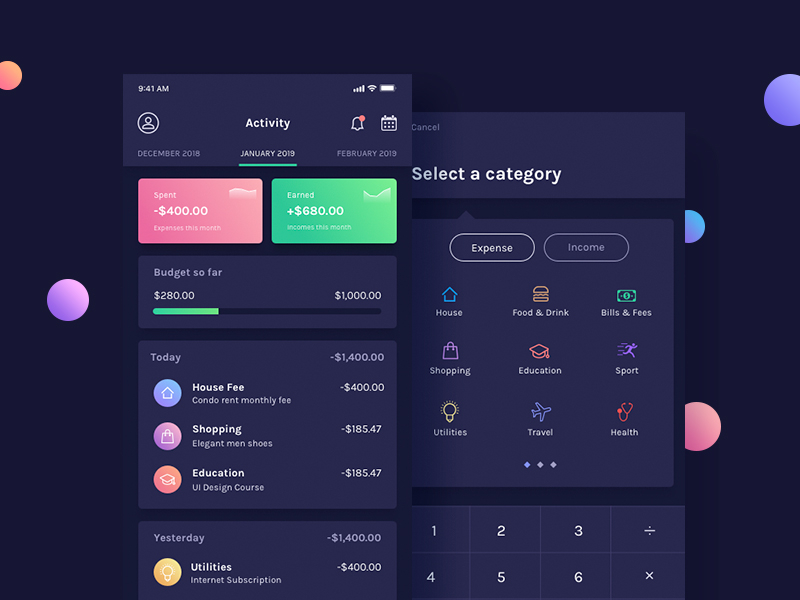 9:41 AM
Activity
DECEMBER 2018
JANUARY 2019
FEBRUARY 2019
Spent
-$400.00
Expenses this month
Earned
+$680.00
Incomes this month
Budget so far
$280.00
$1,000.00
Today
-$1,400.00
House Fee
-$400.00
Condo rent monthly fee
Shopping
-$185.47
Elegant men shoes
Education
-$185.47
UI Design Course
Yesterday
-$1,400.00
Utilities
-$400.00
Internet Subscription
Cancel
Select a category
Expense
Income
House
Food & Drink
Bills & Fees
Shopping
Education
Sport
Utilities
Travel
Health
1 2 3 ÷
4 5 6 ×